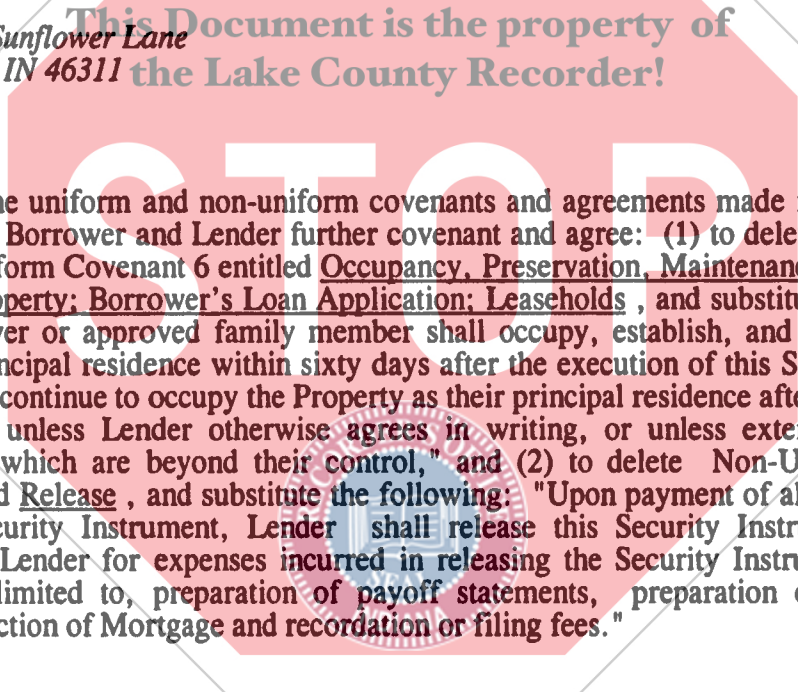 This Document is the property of
Sunflower Lane
the Lake County Recorder!
IN 46311
STOP
e uniform and non-uniform covenants and agreements made
Borrower and Lender further covenant and agree: (1) to dele
form Covenant 6 entitled Occupancy, Preservation, Maintenanc
perty; Borrower's Loan Application; Leaseholds , and substitu
er or approved family member shall occupy, establish, and
ncipal residence within sixty days after the execution of this S
continue to occupy the Property as their principal residence afte
unless Lender otherwise agrees in writing, or unless exte
which are beyond their control," and (2) to delete Non-U
d Release , and substitute the following: "Upon payment of al
curity Instrument, Lender shall release this Security Instr
Lender for expenses incurred in releasing the Security Instru
limited to, preparation of payoff statements, preparation
ction of Mortgage and recordation or filing fees."
SEAL